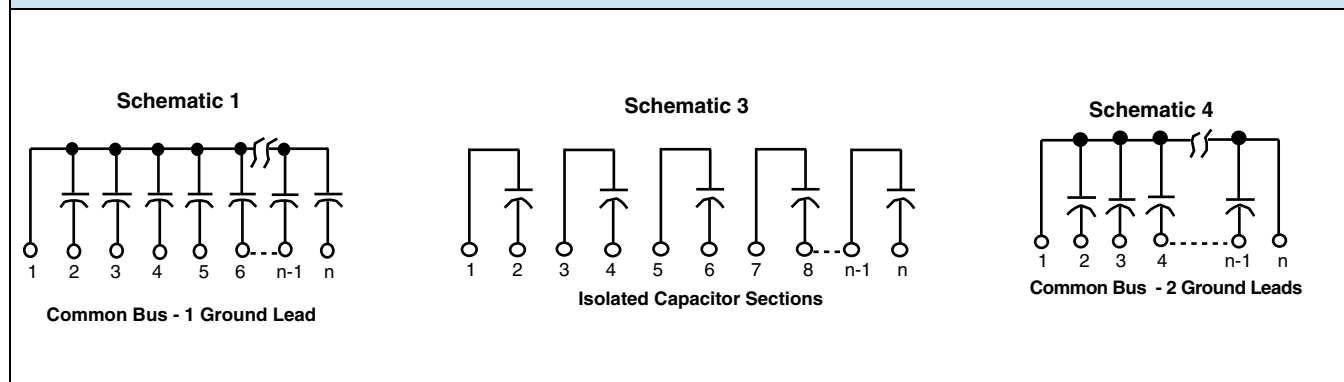 Schematic 1
1 2 3 4 5 6 n-1 n
Common Bus - 1 Ground Lead
Schematic 3
1 2 3 4 5 6 7 8 n-1 n
Isolated Capacitor Sections
Schematic 4
1 2 3 4 n-1 n
Common Bus - 2 Ground Leads